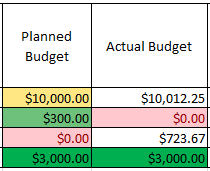 Planned
Budget
Actual Budget
$10,000.00 $10,012.25
$300.00 $0.00
$0.00 $723.67
$3,000.00 $3,000.00